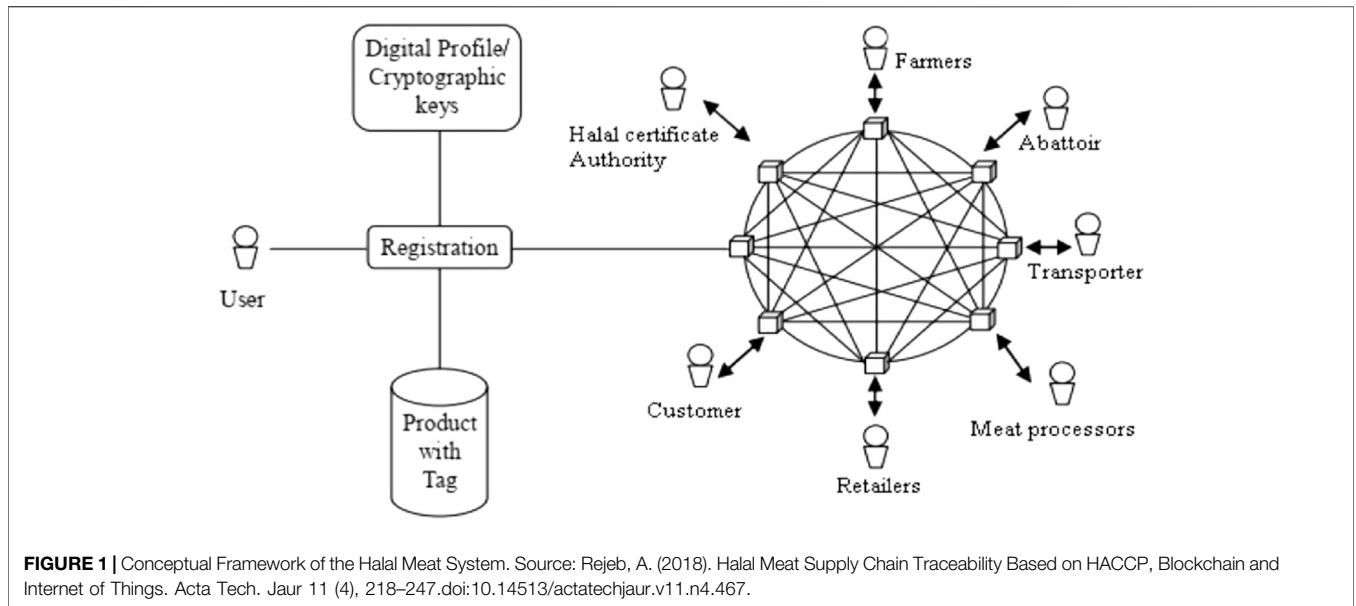 Digital Profile/
Cryptographic
keys
Registration
User
Product
with
Tag
Farmers
Halal certificate
Authority
Abattoir
Transporter
Customer
Meat processors
Retailers
FIGURE 1 | Conceptual Framework of the Halal Meat System. Source: Rejeb, A. (2018). Halal Meat Supply Chain Traceability Based on HACCP, Blockchain and
Internet of Things. Acta Tech. Jaur 11 (4), 218–247.doi:10.14513/actatechjaur.v11.n4.467.